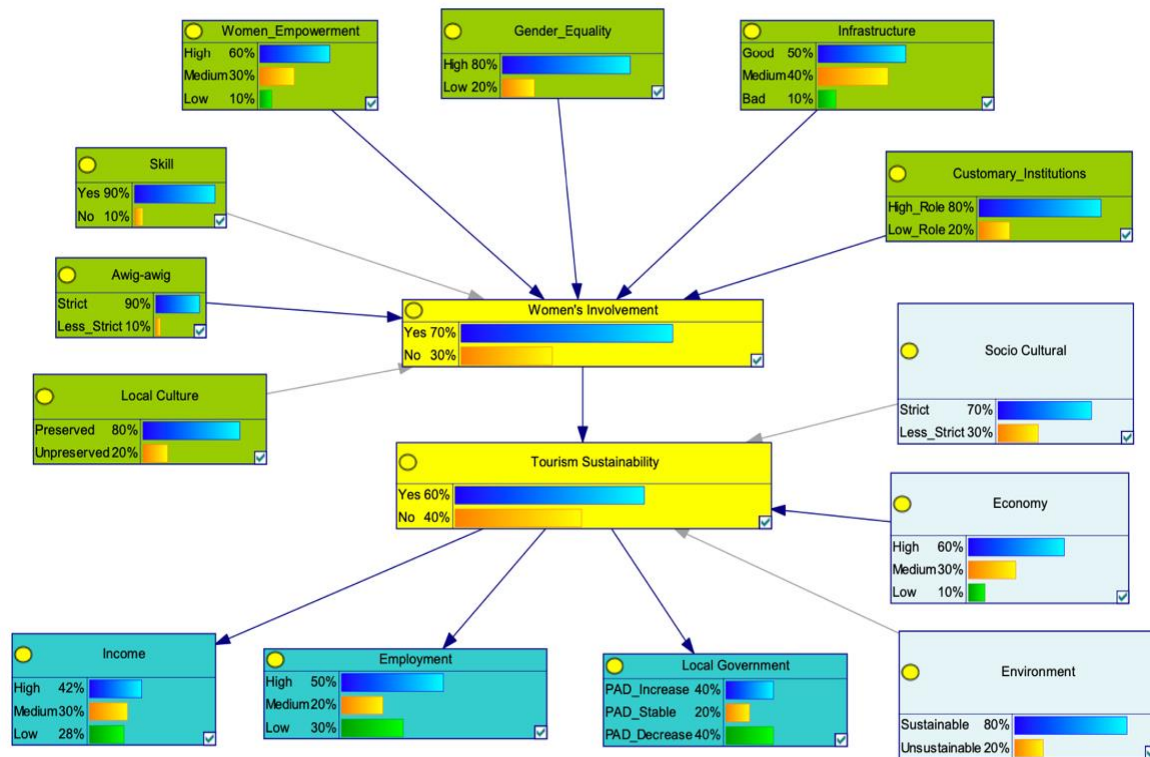 Women_Empowerment
High 60%
Medium 30%
Low 10%
Gender_Equality
High 80%
Low 20%
Infrastructure
Good 50%
Medium 40%
Bad 10%
Skill
Yes 90%
No 10%
Customary_Institutions
High_Role 80%
Low_Role 20%
Awig-awig
Strict 90%
Less_Strict 10%
Women's Involvement
Yes 70%
No 30%
Local Culture
Preserved 80%
Unpreserved 20%
Socio Cultural
Strict 70%
Less_Strict 30%
Tourism Sustainability
Yes 60%
No 40%
Economy
High 60%
Medium 30%
Low 10%
Income
High 42%
Medium 30%
Low 28%
Employment
High 50%
Medium 20%
Low 30%
Local Government
PAD_Increase 40%
PAD_Stable 20%
PAD_Decrease 40%
Environment
Sustainable 80%
Unsustainable 20%